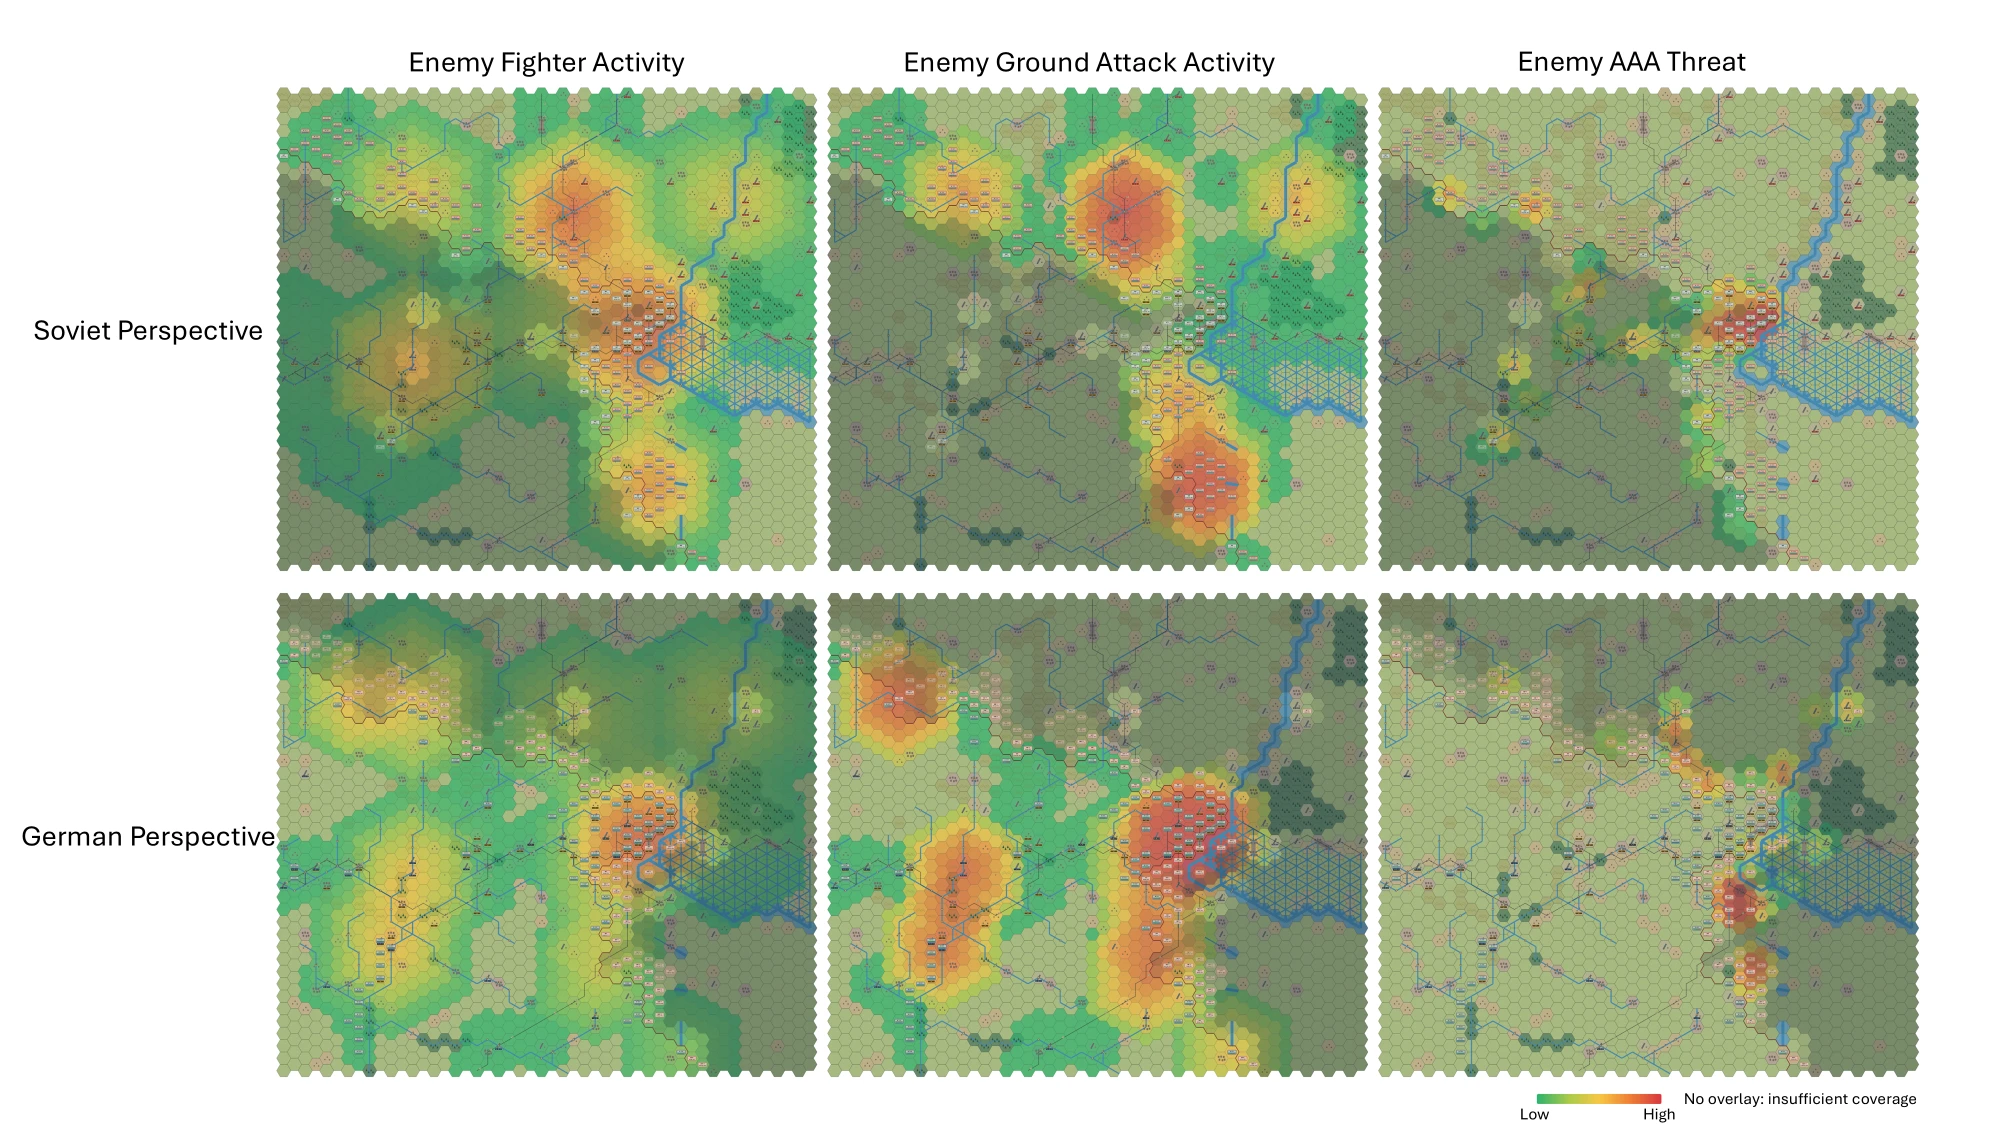 Enemy Fighter Activity
Enemy Ground Attack Activity
Enemy AAA Threat
Soviet Perspective
German Perspective
No overlay: insufficient coverage
Low
High